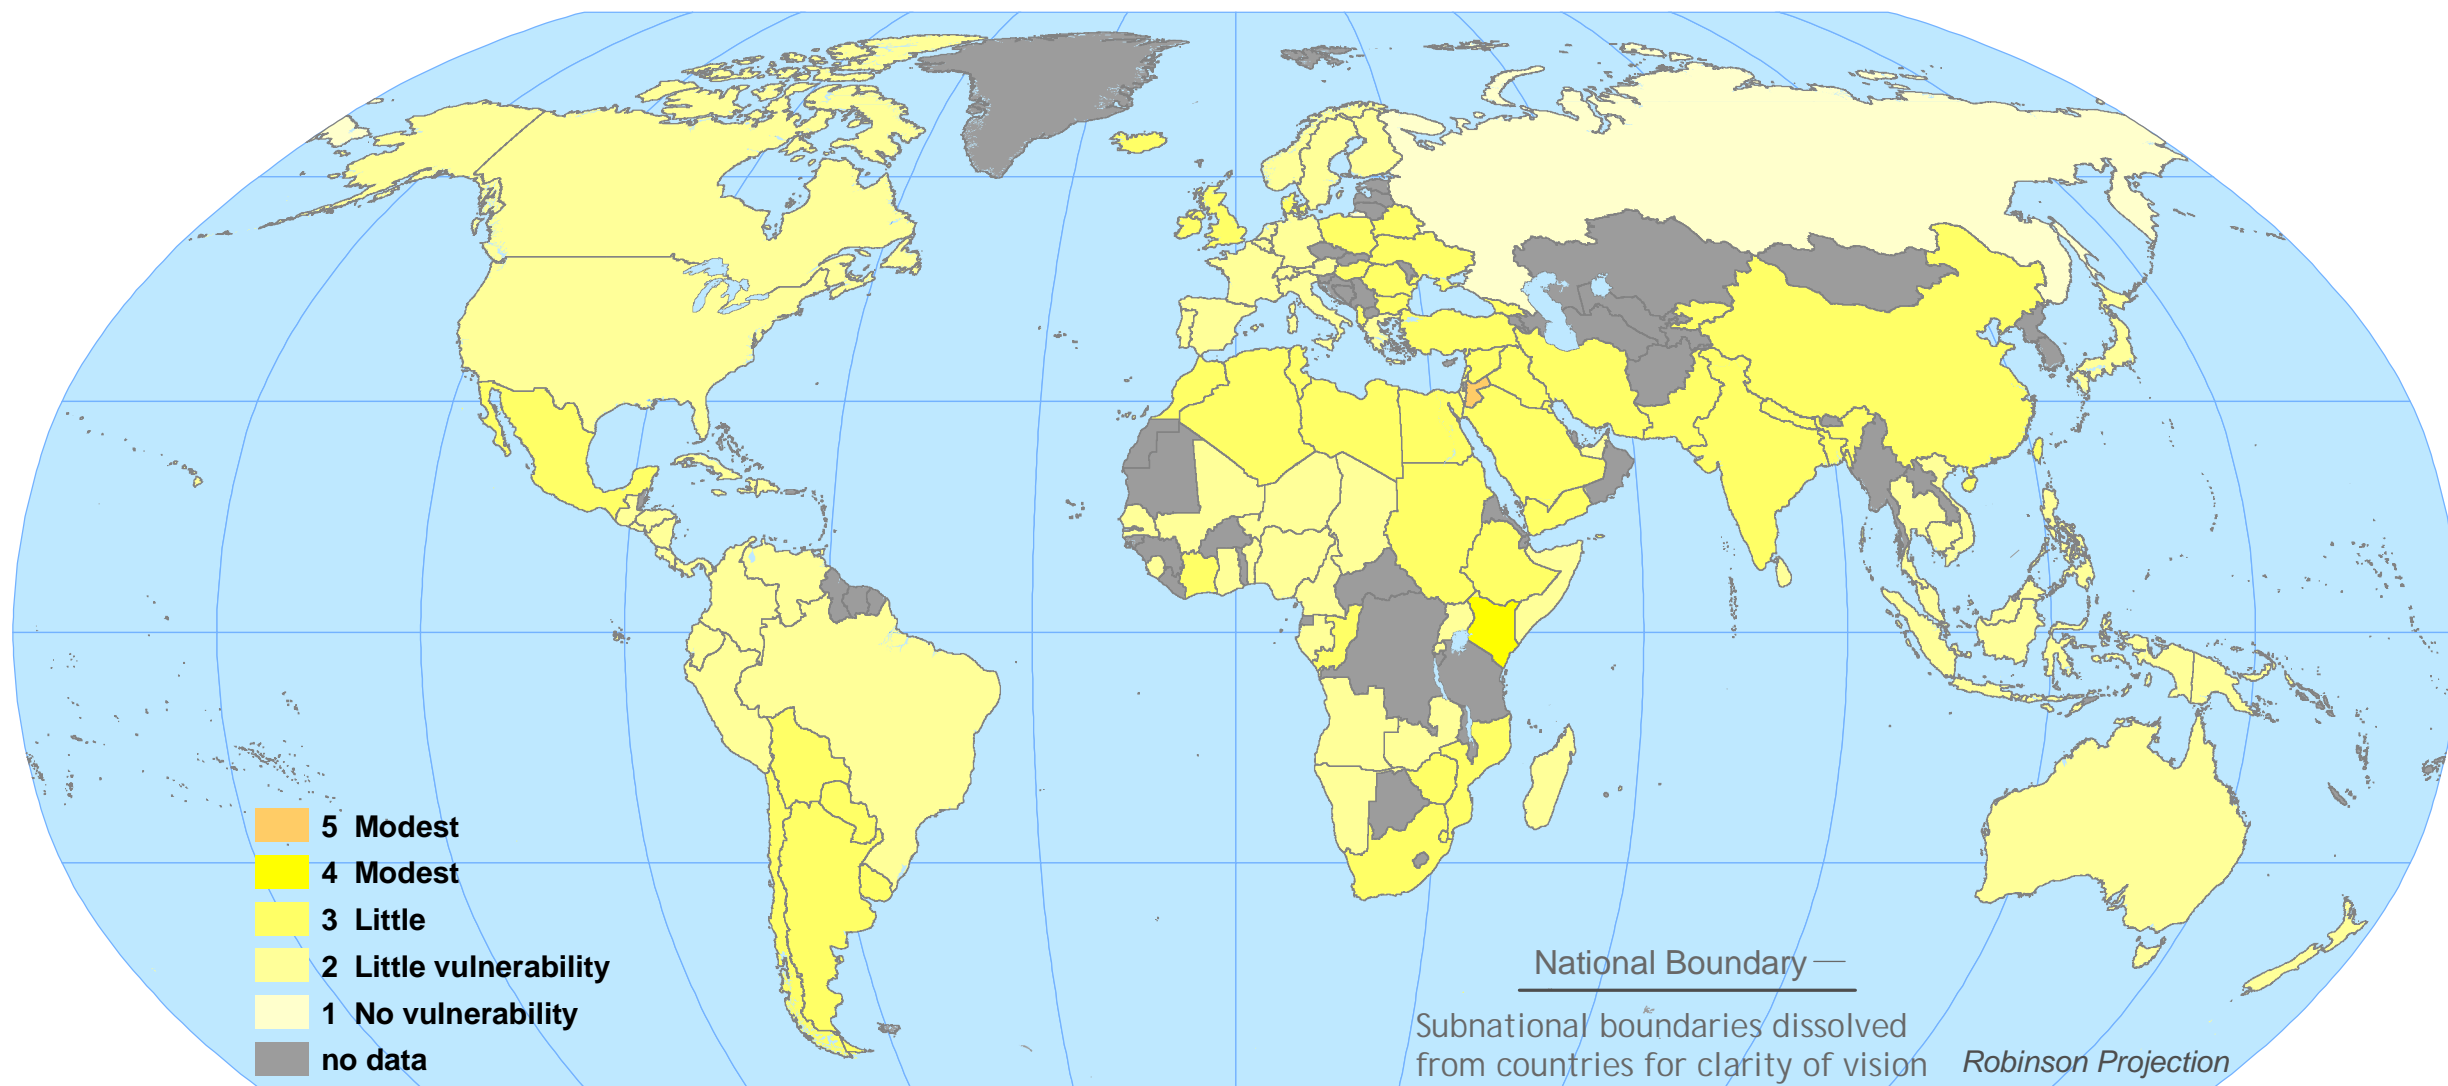 5 Modest
4 Modest
3 Little
2 Little vulnerability
1 No vulnerability
no data
National Boundary
Subnational boundaries dissolved
from countries for clarity of vision
Robinson Projection